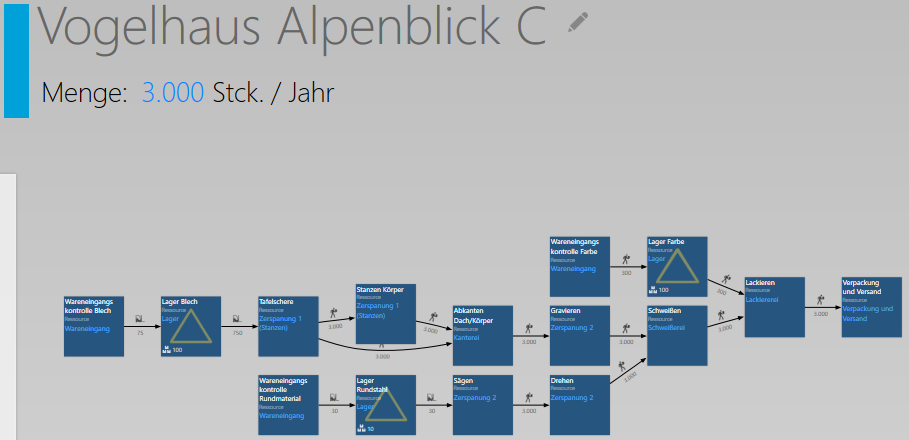 Vogelhaus Alpenblick C
Menge: 3.000 Stck. / Jahr
Wareneingangs
kontrolle Farbe
Ressource
Wareneingang
300
Lager Farbe
Ressource
Lager
100
300
Wareneingangs
kontrolle Blech
Ressource
Wareneingang
75
Lager Blech
Ressource
Lager
100
750
Tafelschere
Ressource
Zerspanung 1
(Stanzen)
3.000
3.000
Stanzen Körper
Ressource
Zerspanung 1
(Stanzen)
3.000
Abkanten
Dach/Körper
Ressource
Kanterei
3.000
Gravieren
Ressource
Zerspanung 2
3.000
Schweißen
Ressource
Schweißerei
3.000
Lackieren
Ressource
Lackiererei
3.000
Verpackung
und Versand
Ressource
Verpackung und
Versand
Wareneingangs
kontrolle
Rundmaterial
Ressource
Wareneingang
30
Lager
Rundstahl
Ressource
Lager
10
30
Sägen
Ressource
Zerspanung 2
3.000
Drehen
Ressource
Zerspanung 2
3.000